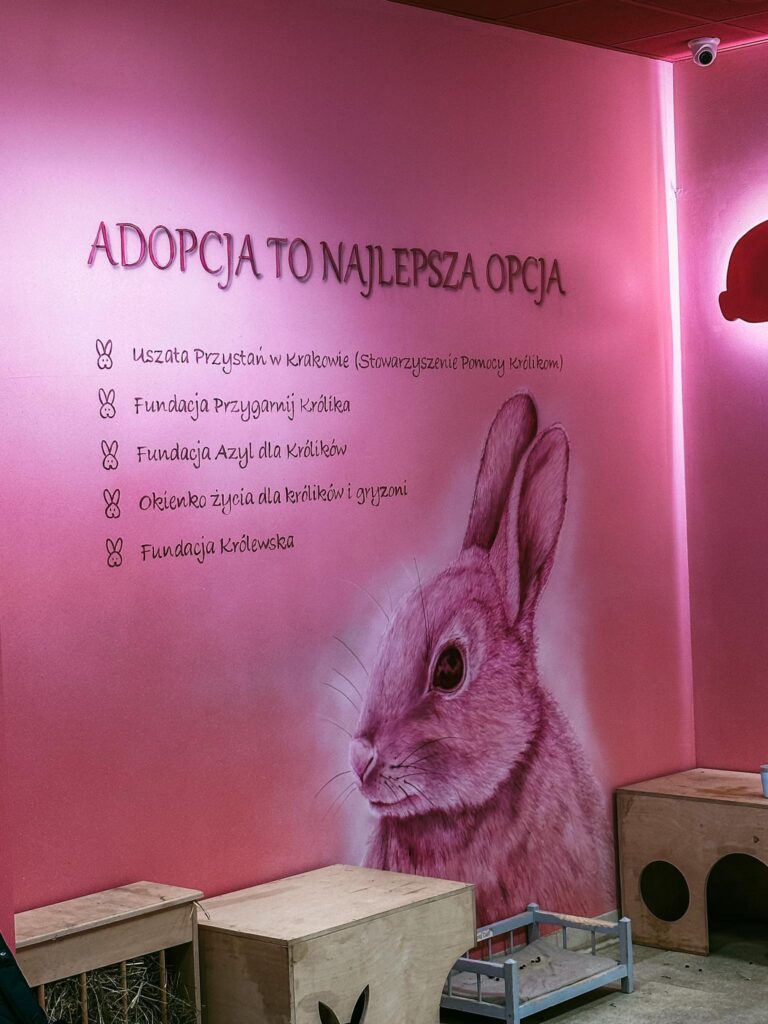 ADOPCJA TO NAJLEPSZA OPCJA
Uszata Przystań w Krakowie (Stowarzyszenie Pomocy Królikom)
Fundacja Przygarnij Królika
Fundacja Azyl dla Królików
Okienko życia dla królików i gryzoni
Fundacja Królewska